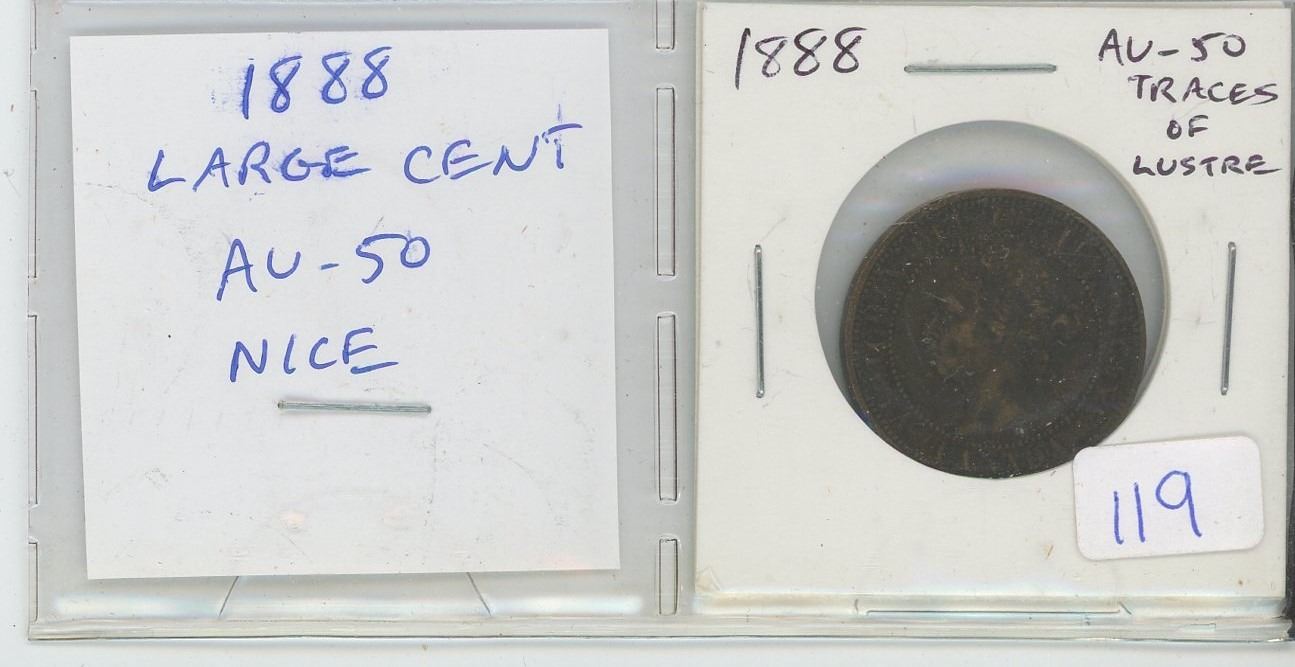 1888
LARGE CENT
AU-50
NICE
1888
AU-50
TRACES
OF
LUSTRE
119